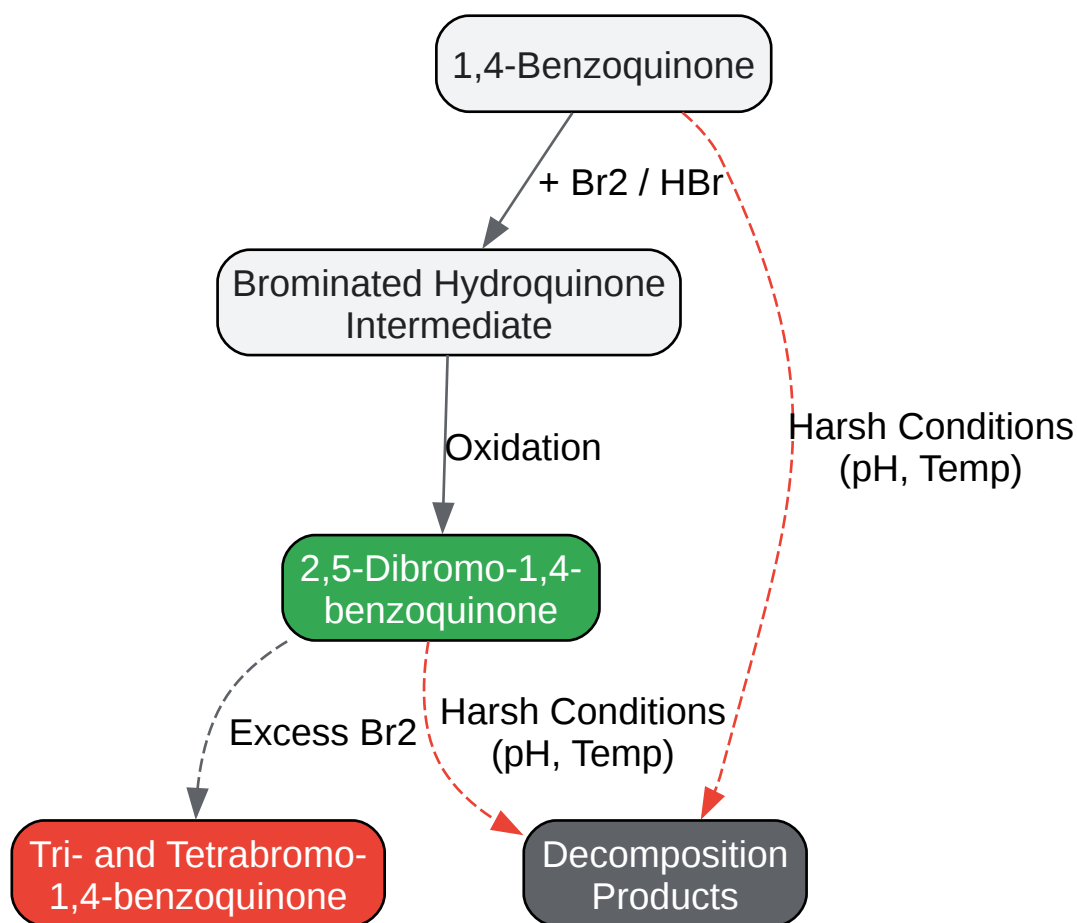 1,4-Benzoquinone
+ Br2 / HBr
Brominated Hydroquinone
Intermediate
Harsh Conditions
(pH, Temp)
Oxidation
2,5-Dibromo-1,4-
benzoquinone
Excess Br2
Harsh Conditions
(pH, Temp)
Tri- and Tetrabromo-
1,4-benzoquinone
Decomposition
Products